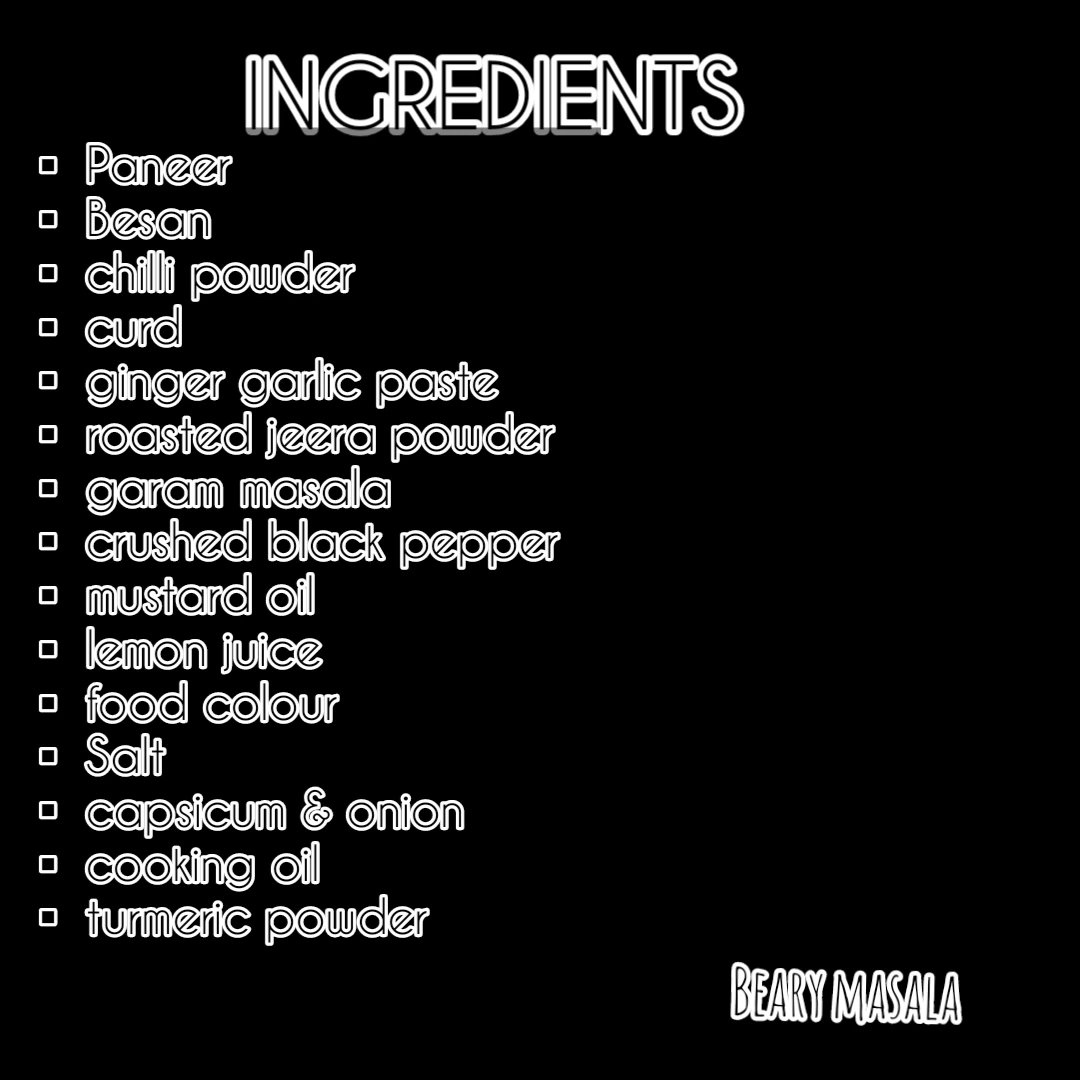 INGREDIENTS
▫ Paneer
▫ Besan
▫ chilli powder
▫ curd
▫ ginger garlic paste
▫ roasted jeera powder
▫ garam masala
▫ crushed black pepper
▫ mustard oil
▫ lemon juice
▫ food colour
▫ Salt
▫ capsicum & onion
▫ cooking oil
▫ turmeric powder
BEARY MASALA